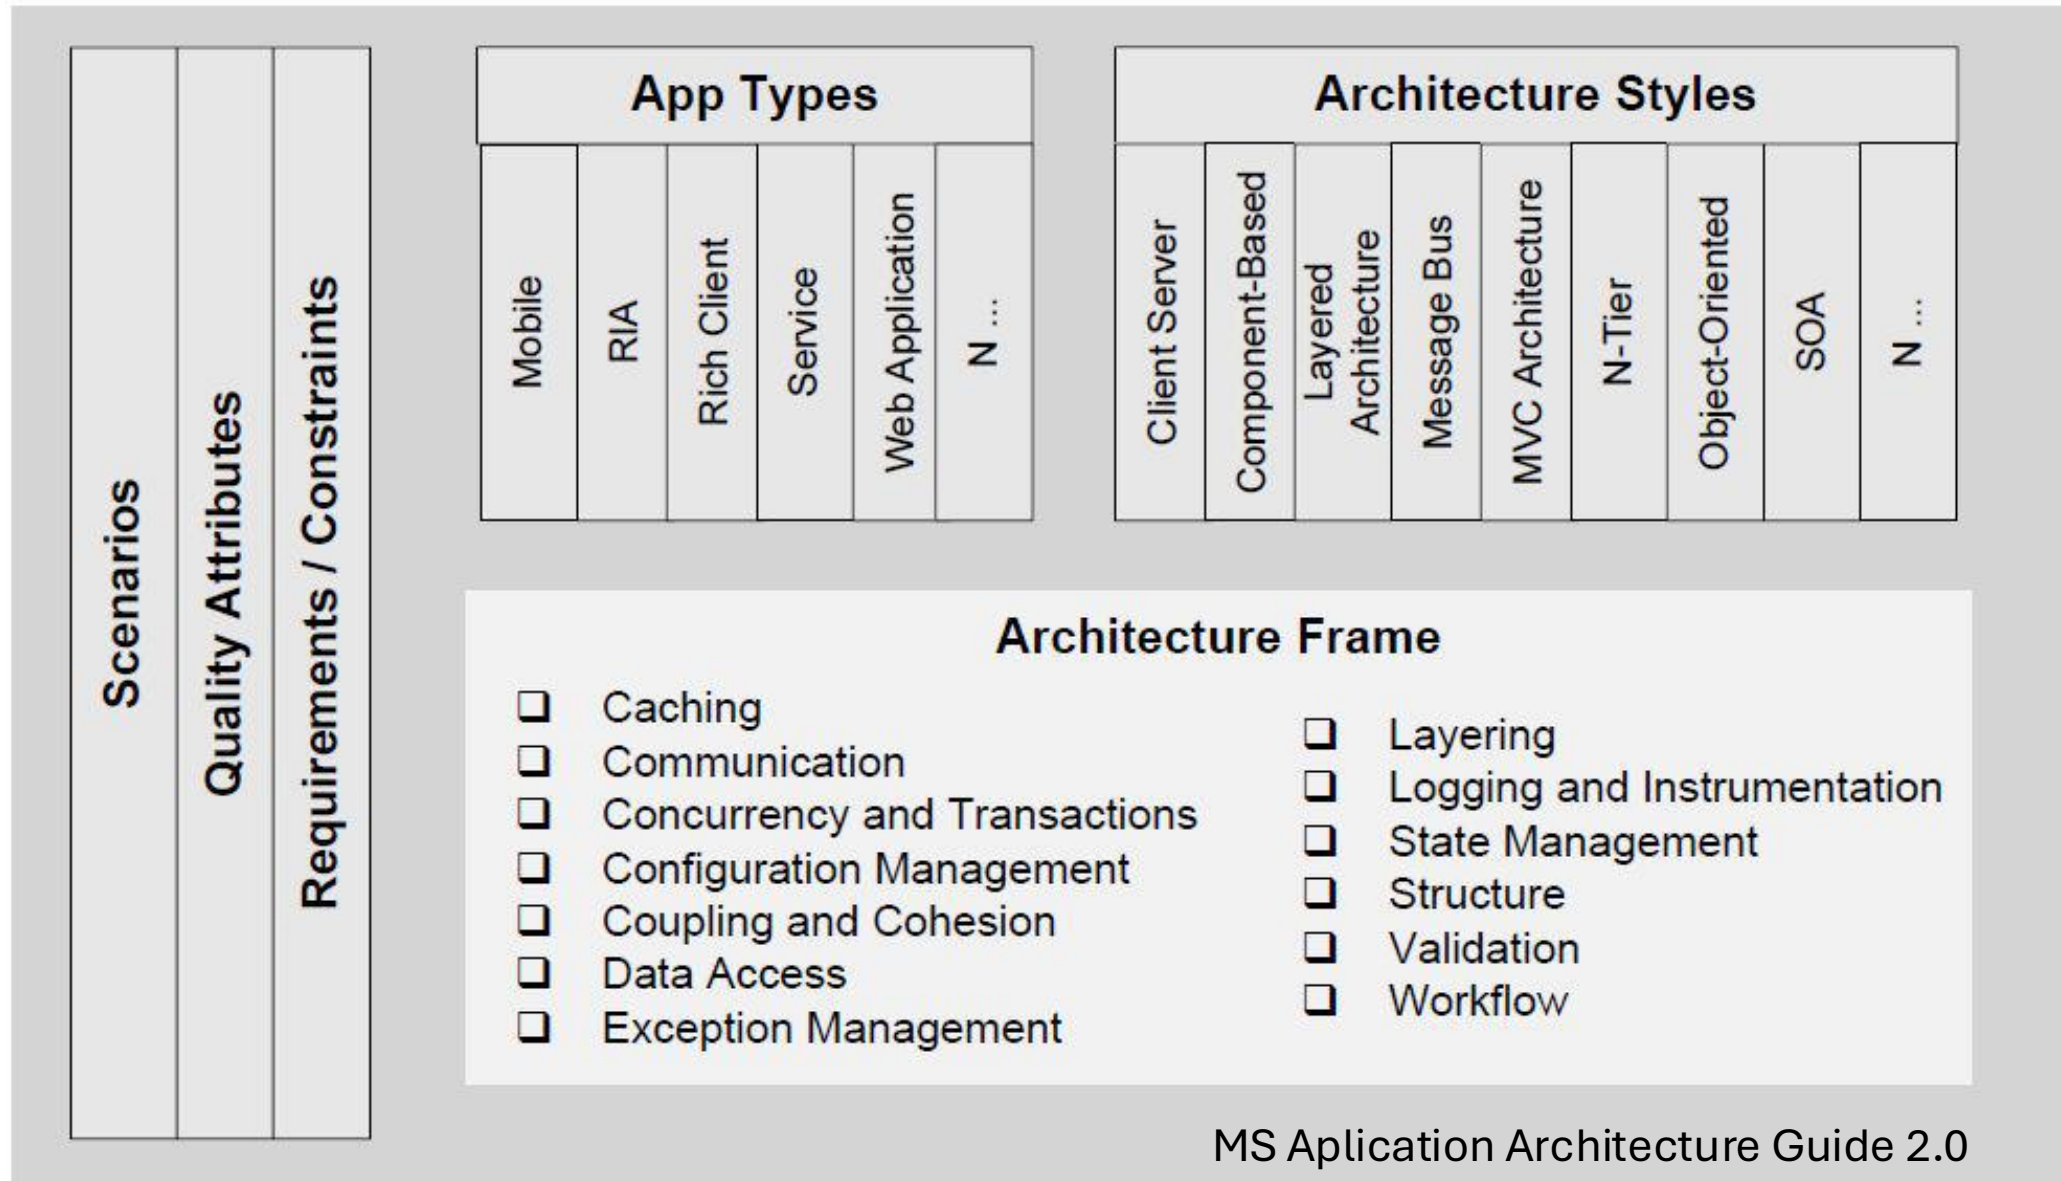 Scenarios
Quality Attributes
Requirements / Constraints
App Types
Mobile
RIA
Rich Client
Service
Web Application
N ...
Architecture Styles
Client Server
Component-Based
Layered
Architecture
Message Bus
MVC Architecture
N-Tier
Object-Oriented
SOA
N ...
Architecture Frame
❑ Caching
❑ Communication
❑ Concurrency and Transactions
❑ Configuration Management
❑ Coupling and Cohesion
❑ Data Access
❑ Exception Management
❑ Layering
❑ Logging and Instrumentation
❑ State Management
❑ Structure
❑ Validation
❑ Workflow
MS Aplication Architecture Guide 2.0